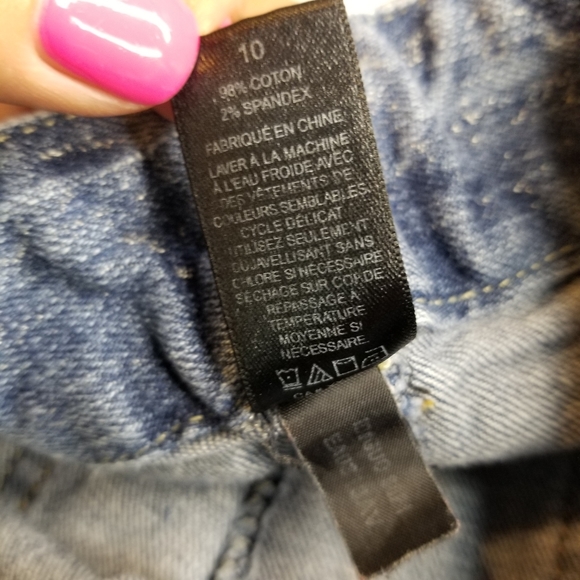 10
98% COTON
2% SPANDEX
FABRIQUÉ EN CHINE
LAVER À LA MACHINE
À L'EAU FROIDE AVEC
DES VÊTEMENTS DE
COULEURS SEMBLABLES.
CYCLE DÉLICAT
UTILISEZ SEULEMENT
DU JAVELLISANT SANS
CHLORE SI NÉCESSAIRE
SÉCHAGE SUR CORDE.
REPASSAGE À
TEMPÉRATURE
MOYENNE SI
NÉCESSAIRE.